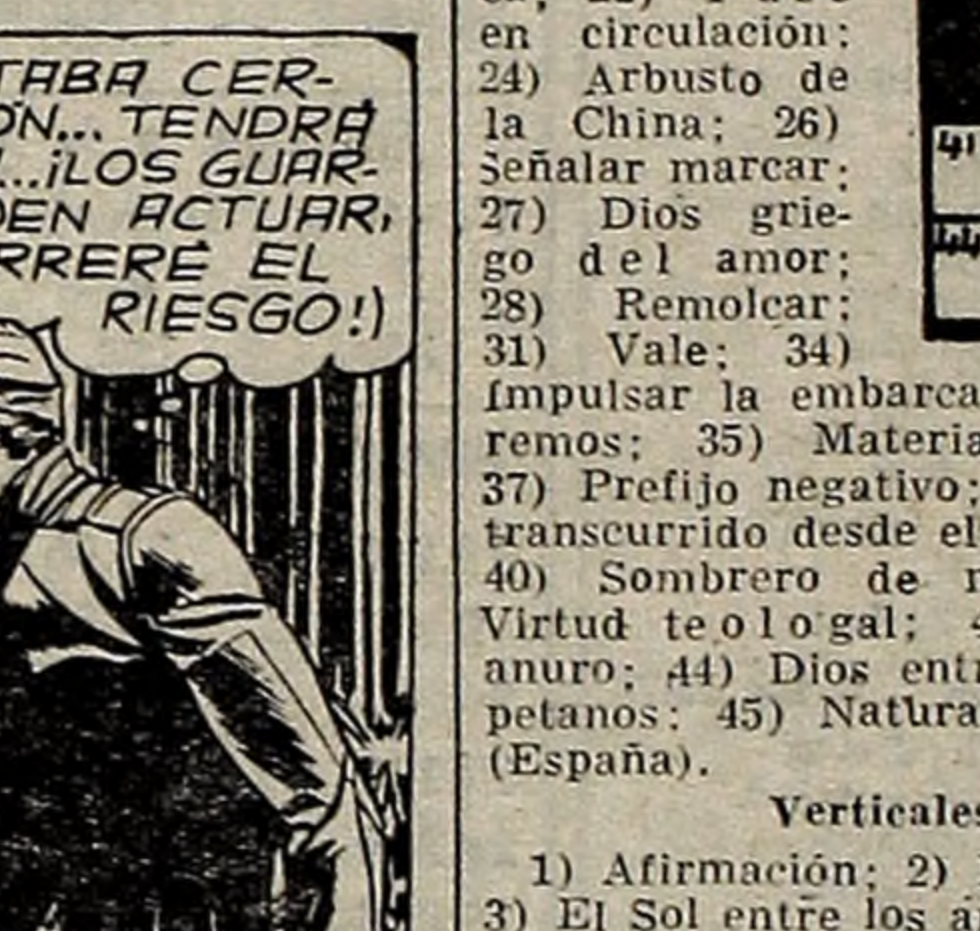 TABA CER-
ÓN... TENDRÁ
...¡LOS GUAR-
DEN ACTUAR,
RRERÉ EL
RIESGO!)
en circulación;
24) Arbusto de
la China; 26)
Señalar marcar;
27) Dios grie-
go del amor;
28) Remolcar;
31) Vale; 34)
Impulsar la embarca
remos; 35) Materia
37) Prefijo negativo
transcurrido desde el
40) Sombrero de
Virtud teologal;
anuro; 44) Dios ent
petanos; 45) Natura
(España).
Verticales
1) Afirmación; 2)
3) El Sol entre los a
41
44